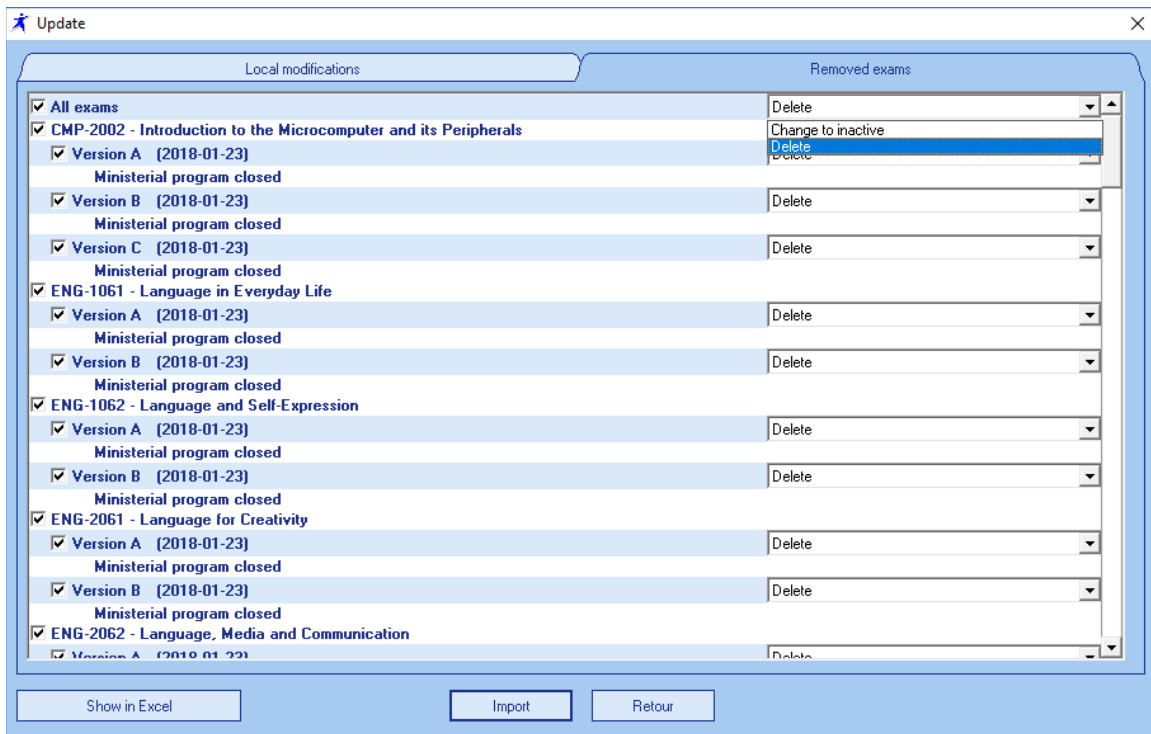 Update
Local modifications Removed exams
All exams Delete
CMP-2002 - Introduction to the Microcomputer and its Peripherals Change to inactive
Delete
Version A (2018-01-23) Delete
Ministerial program closed
Version B (2018-01-23) Delete
Ministerial program closed
Version C (2018-01-23) Delete
Ministerial program closed
ENG-1061 - Language in Everyday Life
Version A (2018-01-23) Delete
Ministerial program closed
Version B (2018-01-23) Delete
Ministerial program closed
ENG-1062 - Language and Self-Expression
Version A (2018-01-23) Delete
Ministerial program closed
Version B (2018-01-23) Delete
Ministerial program closed
ENG-2061 - Language for Creativity
Version A (2018-01-23) Delete
Ministerial program closed
Version B (2018-01-23) Delete
Ministerial program closed
ENG-2062 - Language, Media and Communication
Version A (2018-01-23) Delete
Show in Excel Import Retour